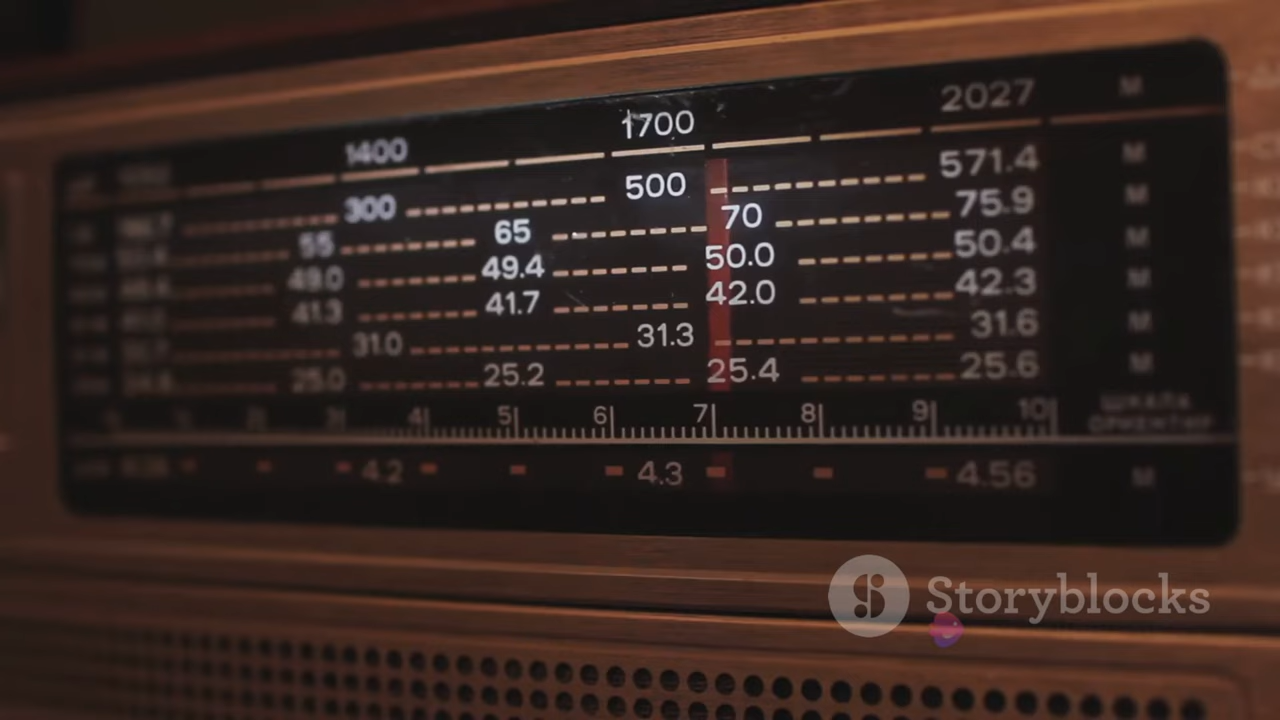 1400 1700 2027 М
300 500 571.4 М
55 65 70 75.9 М
49.0 49.4 50.0 50.4 М
41.3 41.7 42.0 42.3 М
31.0 31.3 31.6 М
25.0 25.2 25.4 25.6 М
4 5 6 7 8 9 10 ШКАЛА
ОРИЕНТИР
4.2 4.3 4.56 М
Storyblocks